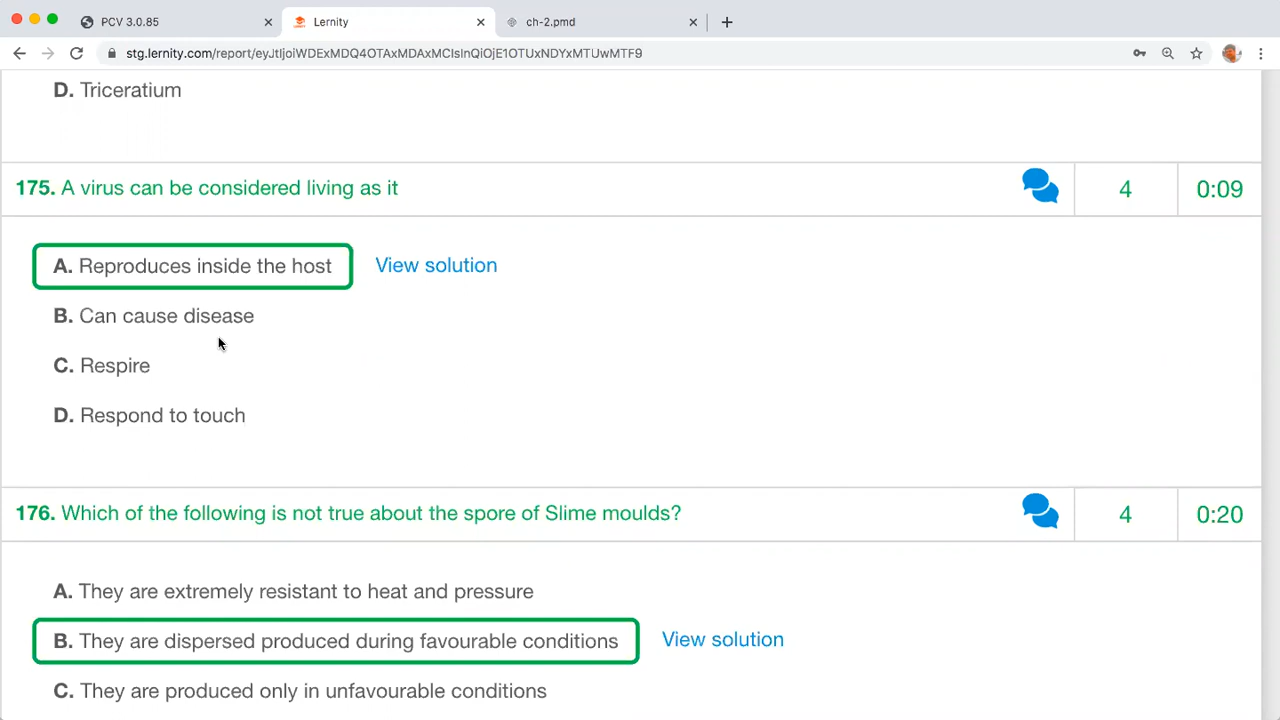 PCV 3.0.85
Lernity
ch-2.pmd
stg.lernity.com/report/eyJtIjoiWDExMDQ4OTAxMDAxMCIsInQiOjE1OTUxNDYxMTUwMTF9
D. Triceratium
175. A virus can be considered living as it
4
0:09
A. Reproduces inside the host
View solution
B. Can cause disease
C. Respire
D. Respond to touch
176. Which of the following is not true about the spore of Slime moulds?
4
0:20
A. They are extremely resistant to heat and pressure
B. They are dispersed produced during favourable conditions
View solution
C. They are produced only in unfavourable conditions